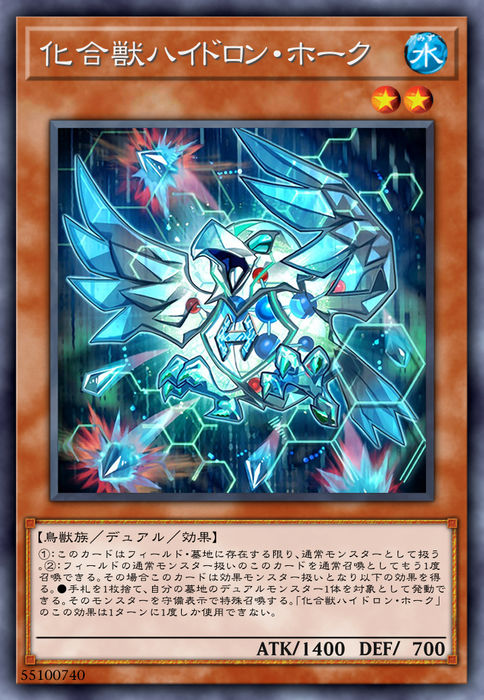 化合獣ハイドロン・ホーク
みず
水
H
【鳥獣族／デュアル／効果】
①:このカードはフィールド・墓地に存在する限り、通常モンスターとして扱う
。②:フィールドの通常モンスター扱いのこのカードを通常召喚としてもう1度
召喚できる。その場合このカードは効果モンスター扱いとなり以下の効果を得
る。●手札を1枚捨て、自分の墓地のデュアルモンスター1体を対象として発動で
きる。そのモンスターを守備表示で特殊召喚する。「化合獣ハイドロン・ホーク」
のこの効果は1ターンに1度しか使用できない。
ATK/1400 DEF/ 700
55100740